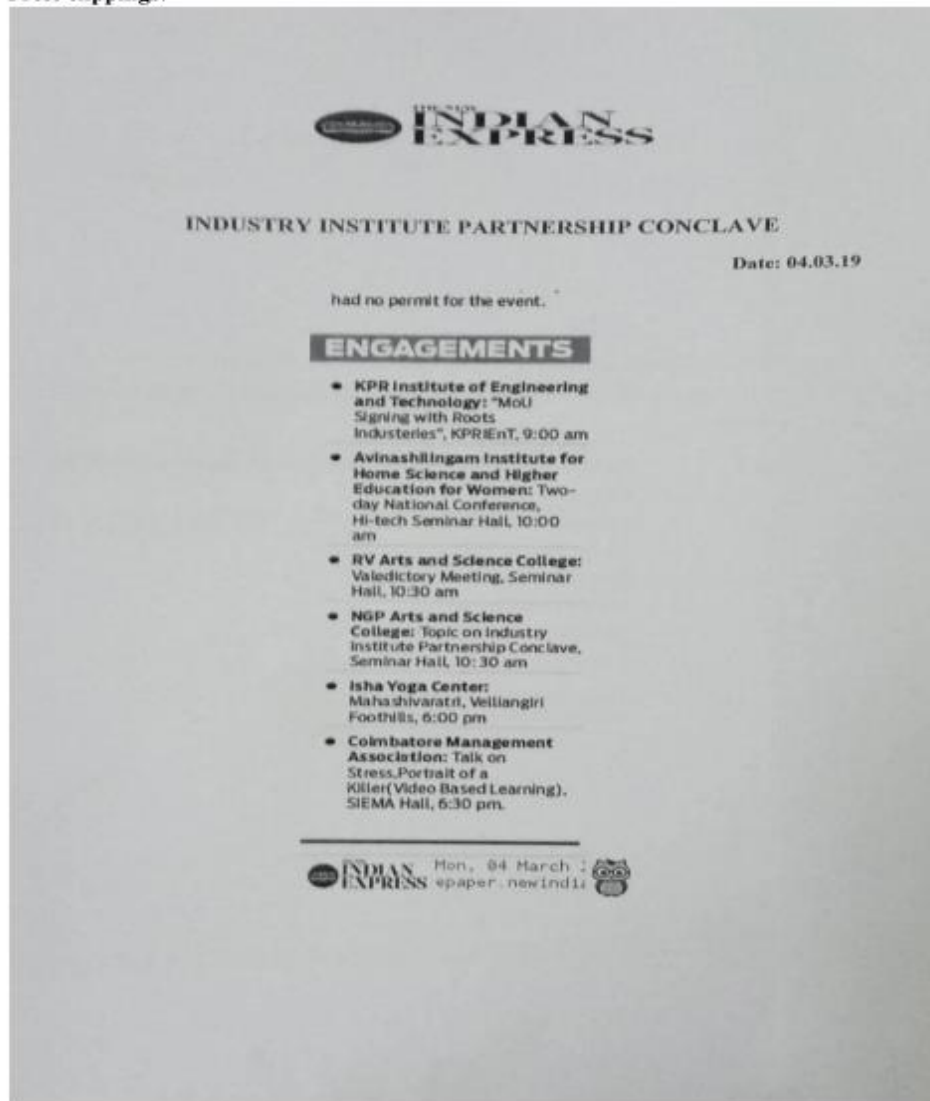 THE NEW
INDIAN
EXPRESS
INDUSTRY INSTITUTE PARTNERSHIP CONCLAVE
Date: 04.03.19
had no permit for the event.
ENGAGEMENTS
• KPR Institute of Engineering
and Technology: "MoU
Signing with Roots
Industeries", KPRIEnT, 9:00 am
• Avinashilingam Institute for
Home Science and Higher
Education for Women: Two-
day National Conference,
Hi-tech Seminar Hall, 10:00
am
• RV Arts and Science College:
Valedictory Meeting, Seminar
Hall, 10:30 am
• NGP Arts and Science
College: Topic on Industry
Institute Partnership Conclave,
Seminar Hall, 10: 30 am
• Isha Yoga Center:
Mahashivaratri, Velliangiri
Foothills, 6:00 pm
• Coimbatore Management
Association: Talk on
Stress,Portrait of a
Killer(Video Based Learning),
SIEMA Hall, 6:30 pm.
INDIAN
EXPRESS
Mon, 04 March
epaper.newindia